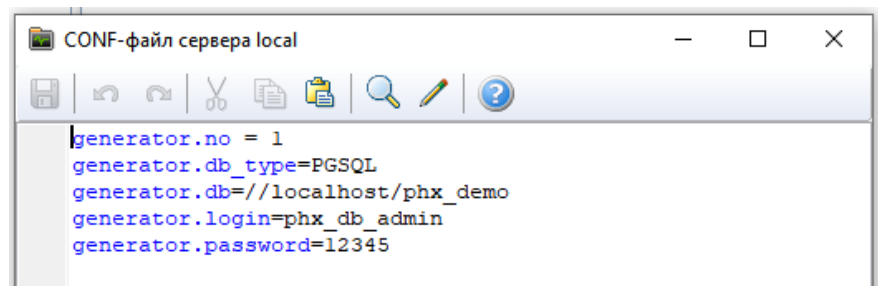 CONF-файл сервера local
generator.no = 1
generator.db_type=PGSQL
generator.db=//localhost/phx_demo
generator.login=phx_db_admin
generator.password=12345